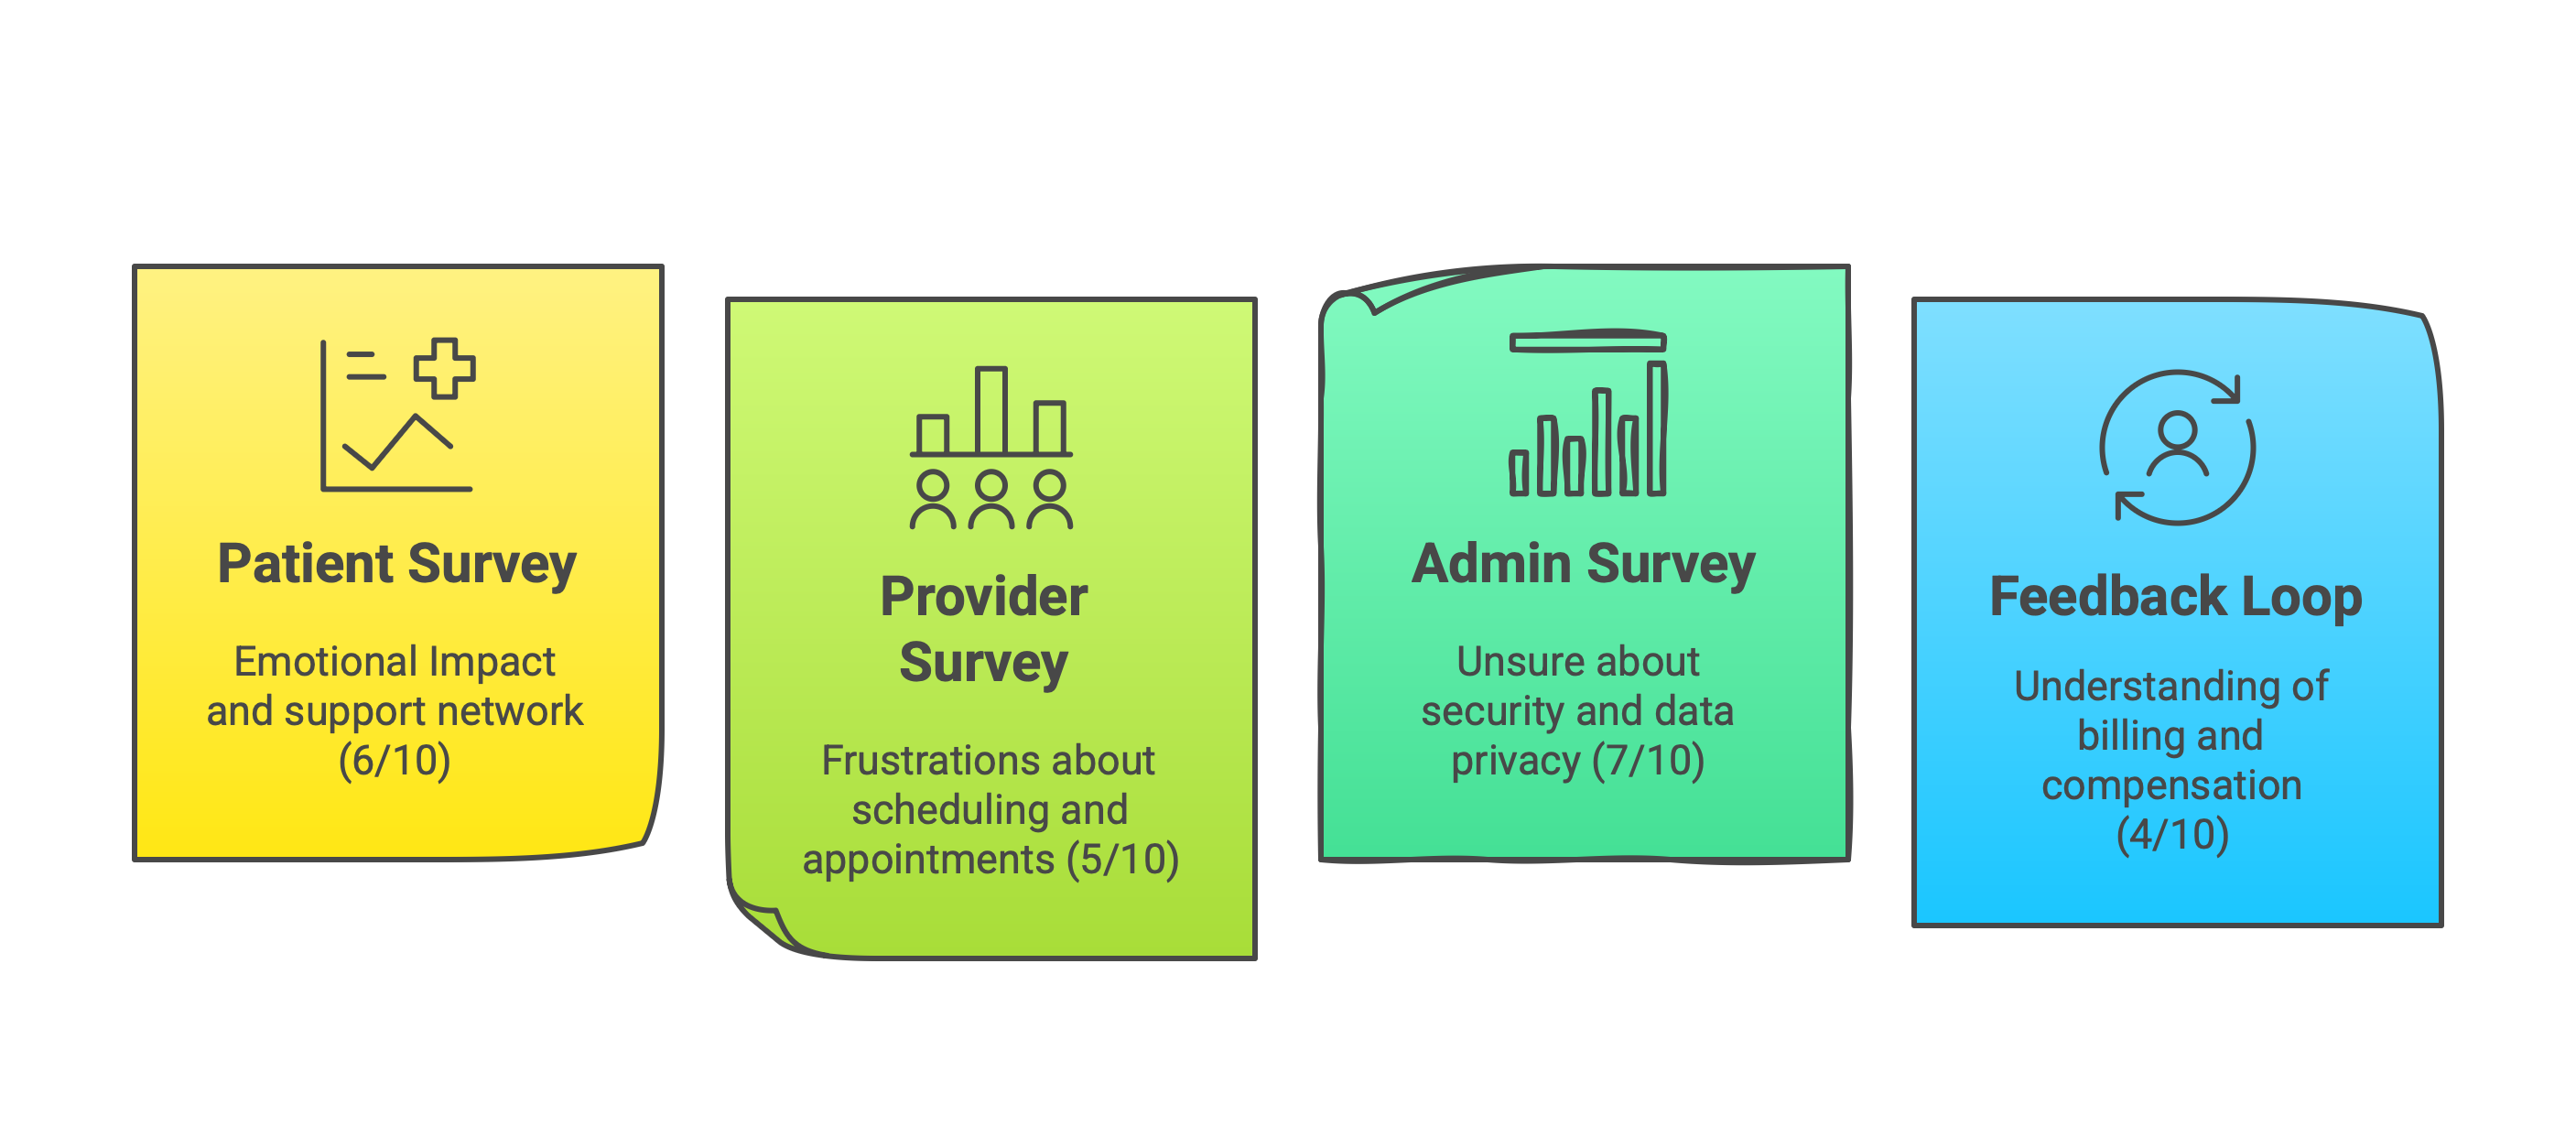 Patient Survey
Emotional Impact
and support network
(6/10)
Provider
Survey
Frustrations about
scheduling and
appointments (5/10)
Admin Survey
Unsure about
security and data
privacy (7/10)
Feedback Loop
Understanding of
billing and
compensation
(4/10)